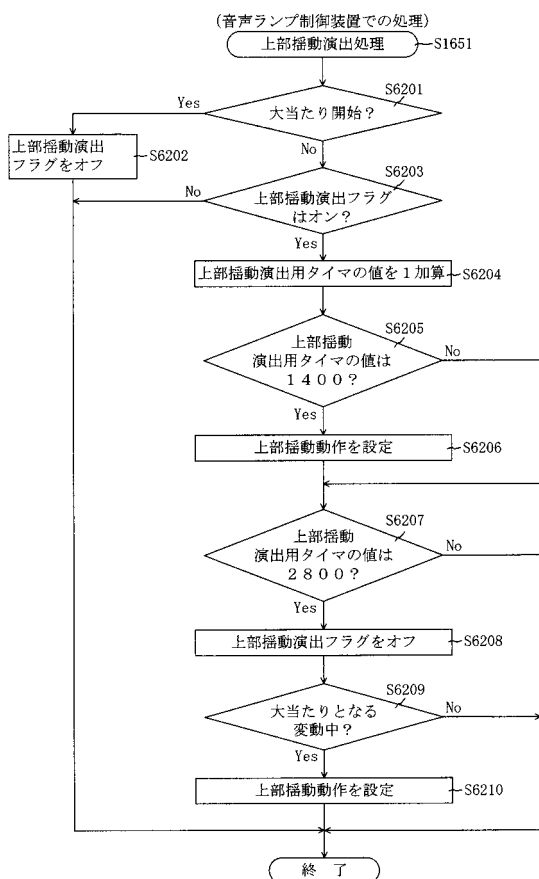 (音声ランプ制御装置での処理)
上部揺動演出処理
S1651
S6201
Yes
大当たり開始?
上部揺動演出
フラグをオフ
S6202
No
S6203
No
上部揺動演出フラグ
はオン?
Yes
上部揺動演出用タイマの値を1加算
S6204
S6205
上部揺動
演出用タイマの値は
1400?
No
Yes
上部揺動動作を設定
S6206
S6207
上部揺動
演出用タイマの値は
2800?
No
Yes
上部揺動演出フラグをオフ
S6208
S6209
大当たりとなる
変動中?
No
Yes
上部揺動動作を設定
S6210
終 了